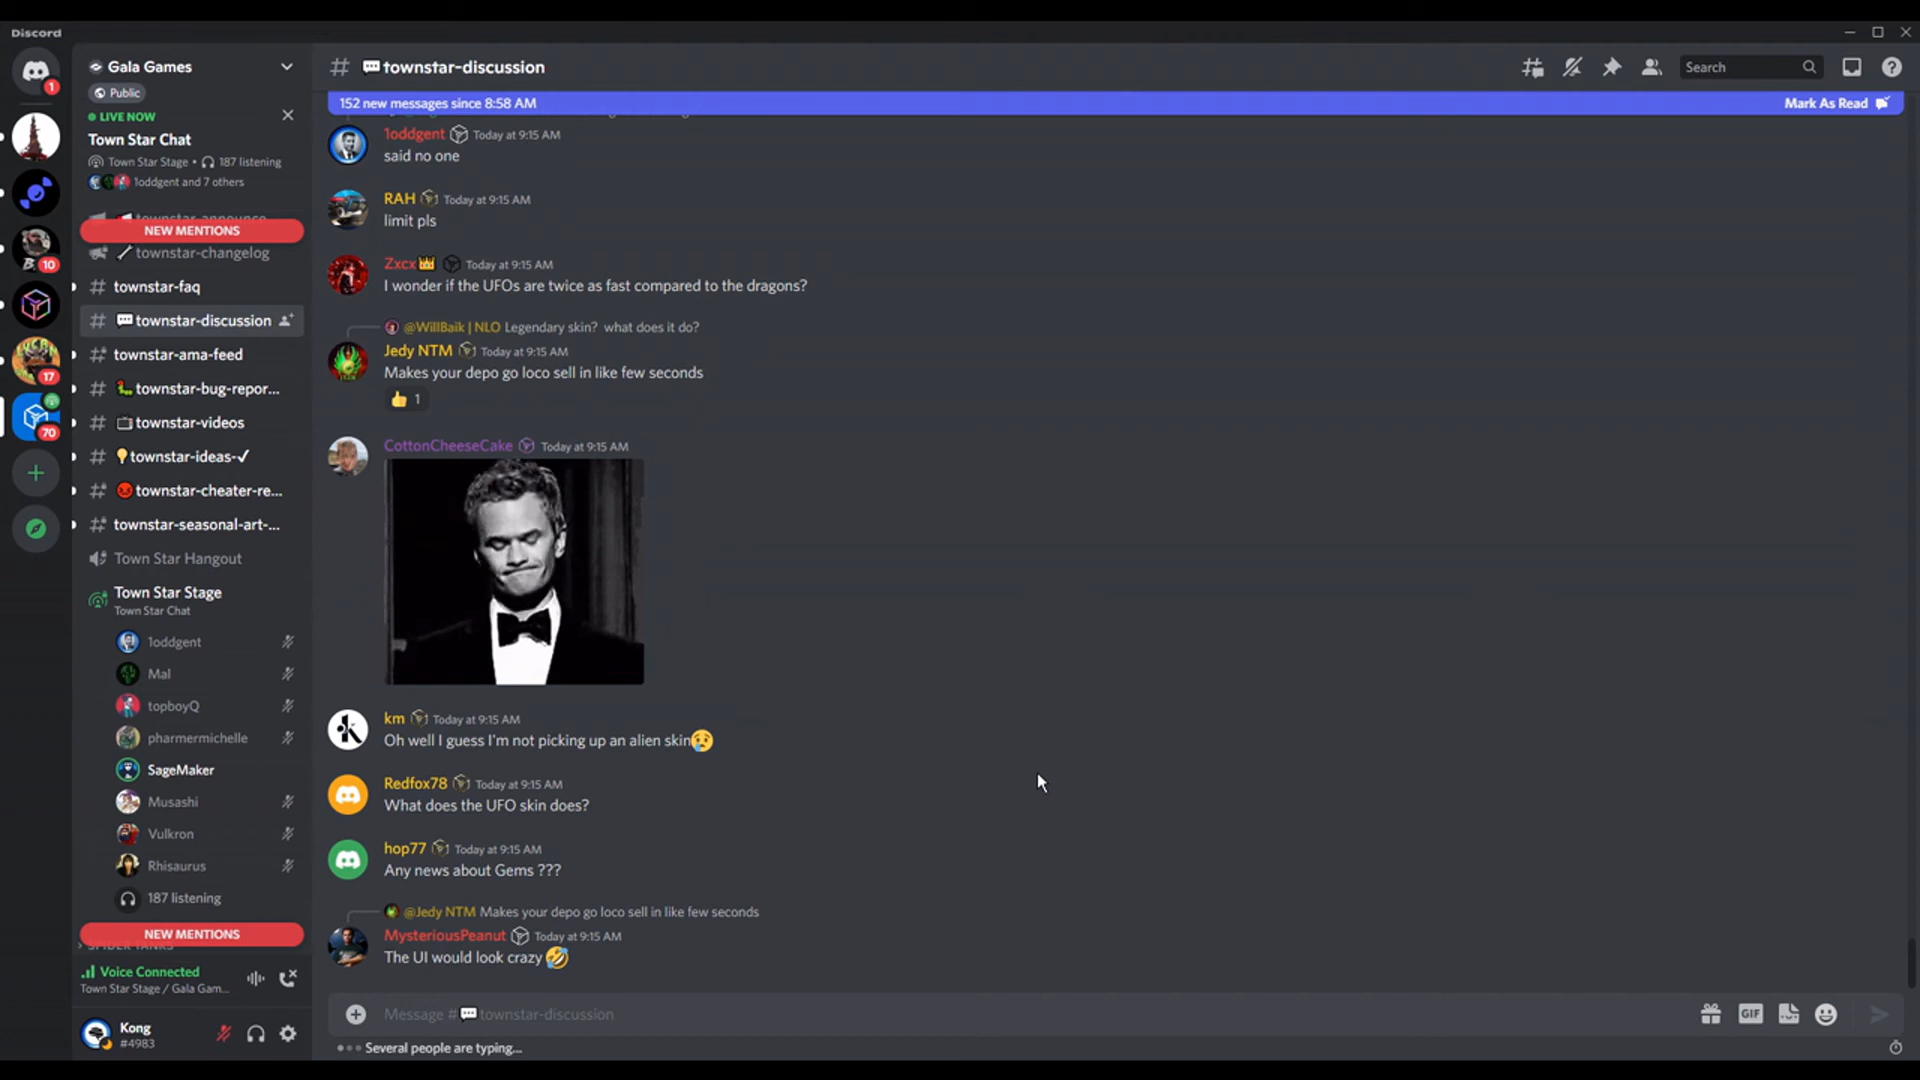 Discord
1
Gala Games
Public
LIVE NOW
Town Star Chat
Town Star Stage • 187 listening
1oddgent and 7 others
NEW MENTIONS
townstar-changelog
townstar-faq
townstar-discussion
townstar-ama-feed
townstar-bug-repor...
townstar-videos
townstar-ideas-✓
townstar-cheater-re...
townstar-seasonal-art-...
Town Star Hangout
Town Star Stage
Town Star Chat
1oddgent
Mal
topboyQ
pharmermichelle
SageMaker
Musashi
Vulkron
Rhisaurus
187 listening
NEW MENTIONS
Voice Connected
Town Star Stage / Gala Gam...
Kong
#4983
10
17
70
# townstar-discussion
Search
152 new messages since 8:58 AM
Mark As Read
1oddgent Today at 9:15 AM
said no one
RAH Today at 9:15 AM
limit pls
Zxcx Today at 9:15 AM
I wonder if the UFOs are twice as fast compared to the dragons?
@WillBaik | NLO Legendary skin? what does it do?
Jedy NTM Today at 9:15 AM
Makes your depo go loco sell in like few seconds
👍 1
CottonCheeseCake Today at 9:15 AM
km Today at 9:15 AM
Oh well I guess I'm not picking up an alien skin😢
Redfox78 Today at 9:15 AM
What does the UFO skin does?
hop77 Today at 9:15 AM
Any news about Gems ???
@Jedy NTM Makes your depo go loco sell in like few seconds
MysteriousPeanut Today at 9:15 AM
The UI would look crazy 🤣
Message #townstar-discussion
GIF
Several people are typing...